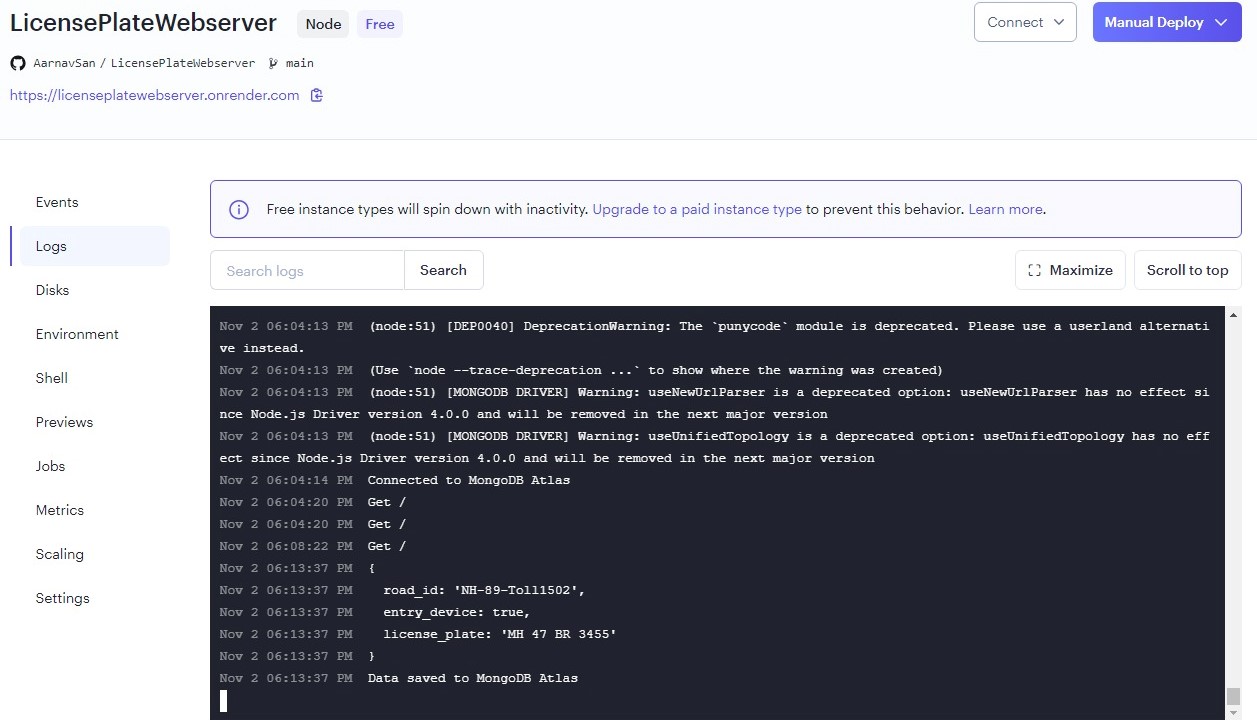 LicensePlateWebserver Node Free Connect Manual Deploy
AarnavSan / LicensePlateWebserver main
https://licenseplatewebserver.onrender.com
Events
Logs
Disks
Environment
Shell
Previews
Jobs
Metrics
Scaling
Settings
Free instance types will spin down with inactivity. Upgrade to a paid instance type to prevent this behavior. Learn more.
Search logs Search Maximize Scroll to top
Nov 2 06:04:13 PM (node:51) [DEP0040] DeprecationWarning: The `punycode` module is deprecated. Please use a userland alternati
ve instead.
Nov 2 06:04:13 PM (Use `node --trace-deprecation ...` to show where the warning was created)
Nov 2 06:04:13 PM (node:51) [MONGODB DRIVER] Warning: useNewUrlParser is a deprecated option: useNewUrlParser has no effect si
nce Node.js Driver version 4.0.0 and will be removed in the next major version
Nov 2 06:04:13 PM (node:51) [MONGODB DRIVER] Warning: useUnifiedTopology is a deprecated option: useUnifiedTopology has no eff
ect since Node.js Driver version 4.0.0 and will be removed in the next major version
Nov 2 06:04:14 PM Connected to MongoDB Atlas
Nov 2 06:04:20 PM Get /
Nov 2 06:04:20 PM Get /
Nov 2 06:08:22 PM Get /
Nov 2 06:13:37 PM {
Nov 2 06:13:37 PM road_id: 'NH-89-Toll1502',
Nov 2 06:13:37 PM entry_device: true,
Nov 2 06:13:37 PM license_plate: 'MH 47 BR 3455'
Nov 2 06:13:37 PM }
Nov 2 06:13:37 PM Data saved to MongoDB Atlas